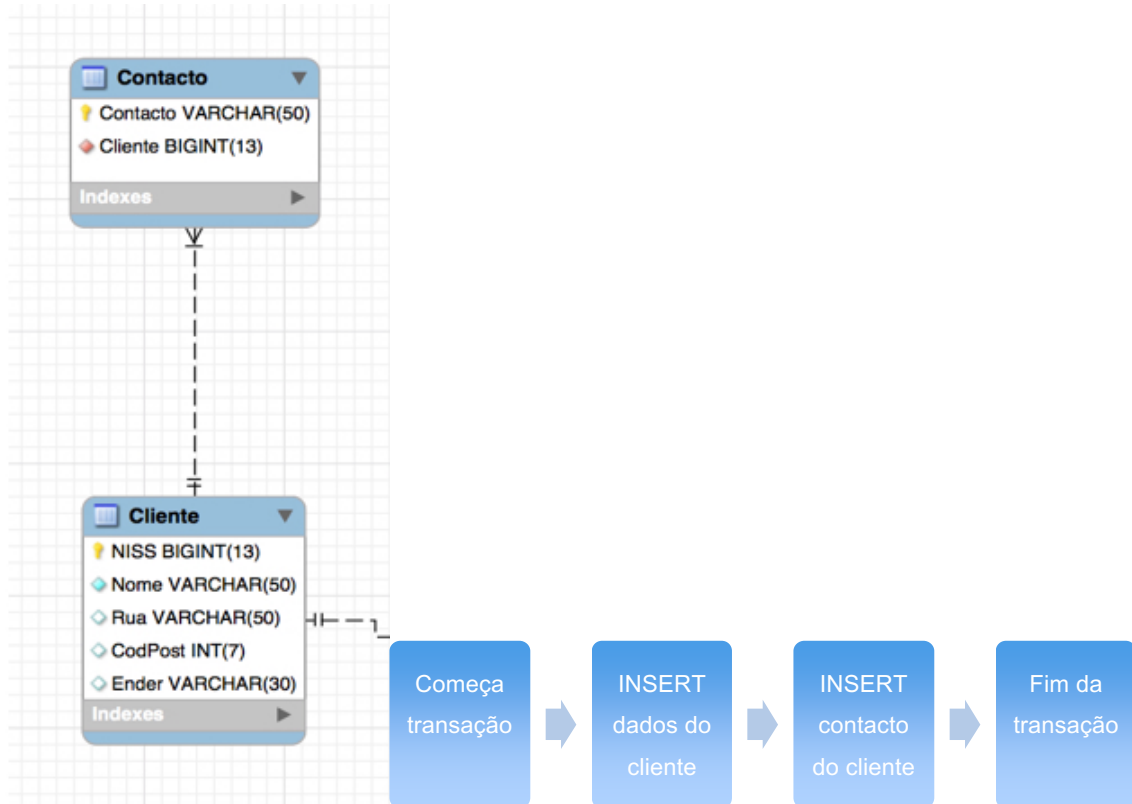 Contacto
Contacto VARCHAR(50)
Cliente BIGINT(13)
Indexes
Cliente
NISS BIGINT(13)
Nome VARCHAR(50)
Rua VARCHAR(50)
CodPost INT(7)
Ender VARCHAR(30)
Indexes
Começa
transação
INSERT
dados do
cliente
INSERT
contacto
do cliente
Fim da
transação